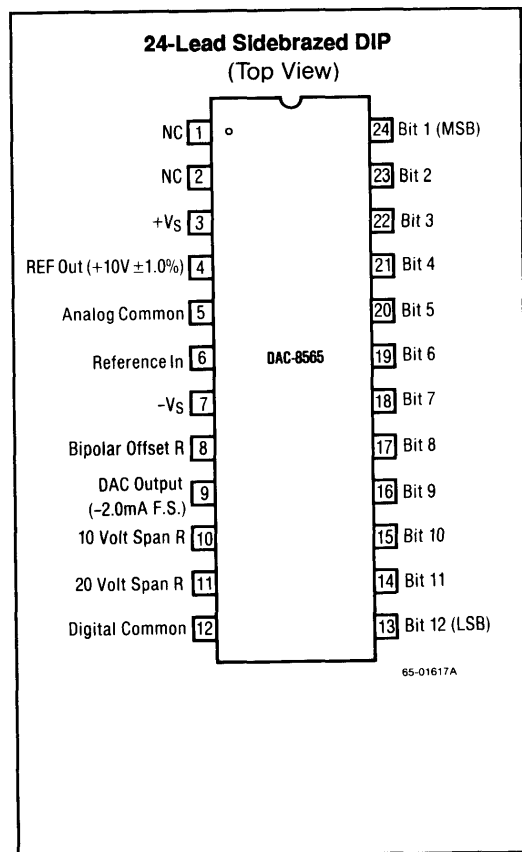 24-Lead Sidebrazed DIP
(Top View)
NC 1
24 Bit 1 (MSB)
NC 2
23 Bit 2
+VS 3
22 Bit 3
REF Out (+10V ±1.0%) 4
21 Bit 4
Analog Common 5
20 Bit 5
Reference In 6
DAC-8565
19 Bit 6
-VS 7
18 Bit 7
Bipolar Offset R 8
17 Bit 8
DAC Output
(-2.0mA F.S.) 9
16 Bit 9
10 Volt Span R 10
15 Bit 10
20 Volt Span R 11
14 Bit 11
Digital Common 12
13 Bit 12 (LSB)
65-01617A